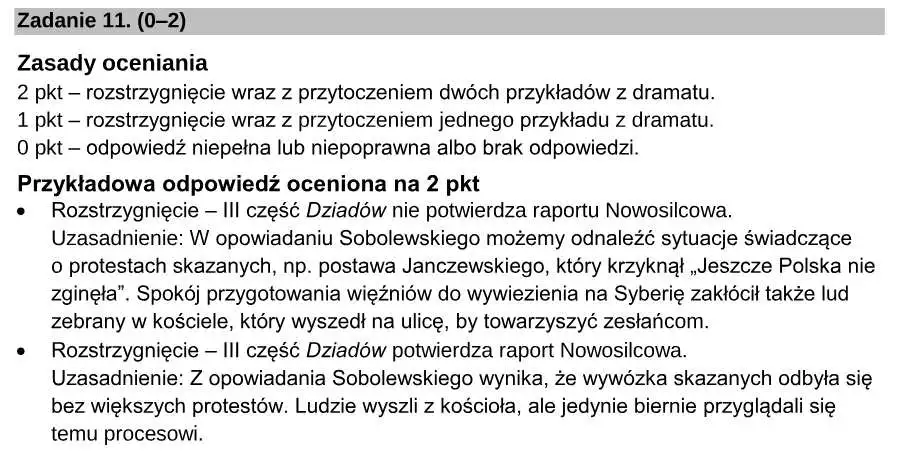 Zadanie 11. (0–2)
Zasady oceniania
2 pkt – rozstrzygnięcie wraz z przytoczeniem dwóch przykładów z dramatu.
1 pkt – rozstrzygnięcie wraz z przytoczeniem jednego przykładu z dramatu.
0 pkt – odpowiedź niepełna lub niepoprawna albo brak odpowiedzi.
Przykładowa odpowiedź oceniona na 2 pkt
• Rozstrzygnięcie – III część Dziadów nie potwierdza raportu Nowosilcowa.
Uzasadnienie: W opowiadaniu Sobolewskiego możemy odnaleźć sytuacje świadczące
o protestach skazanych, np. postawa Janczewskiego, który krzyknął „Jeszcze Polska nie
zginęła”. Spokój przygotowania więźniów do wywiezienia na Syberię zakłócił także lud
zebrany w kościele, który wyszedł na ulicę, by towarzyszyć zesłańcom.
• Rozstrzygnięcie – III część Dziadów potwierdza raport Nowosilcowa.
Uzasadnienie: Z opowiadania Sobolewskiego wynika, że wywózka skazanych odbyła się
bez większych protestów. Ludzie wyszli z kościoła, ale jedynie biernie przyglądali się
temu procesowi.